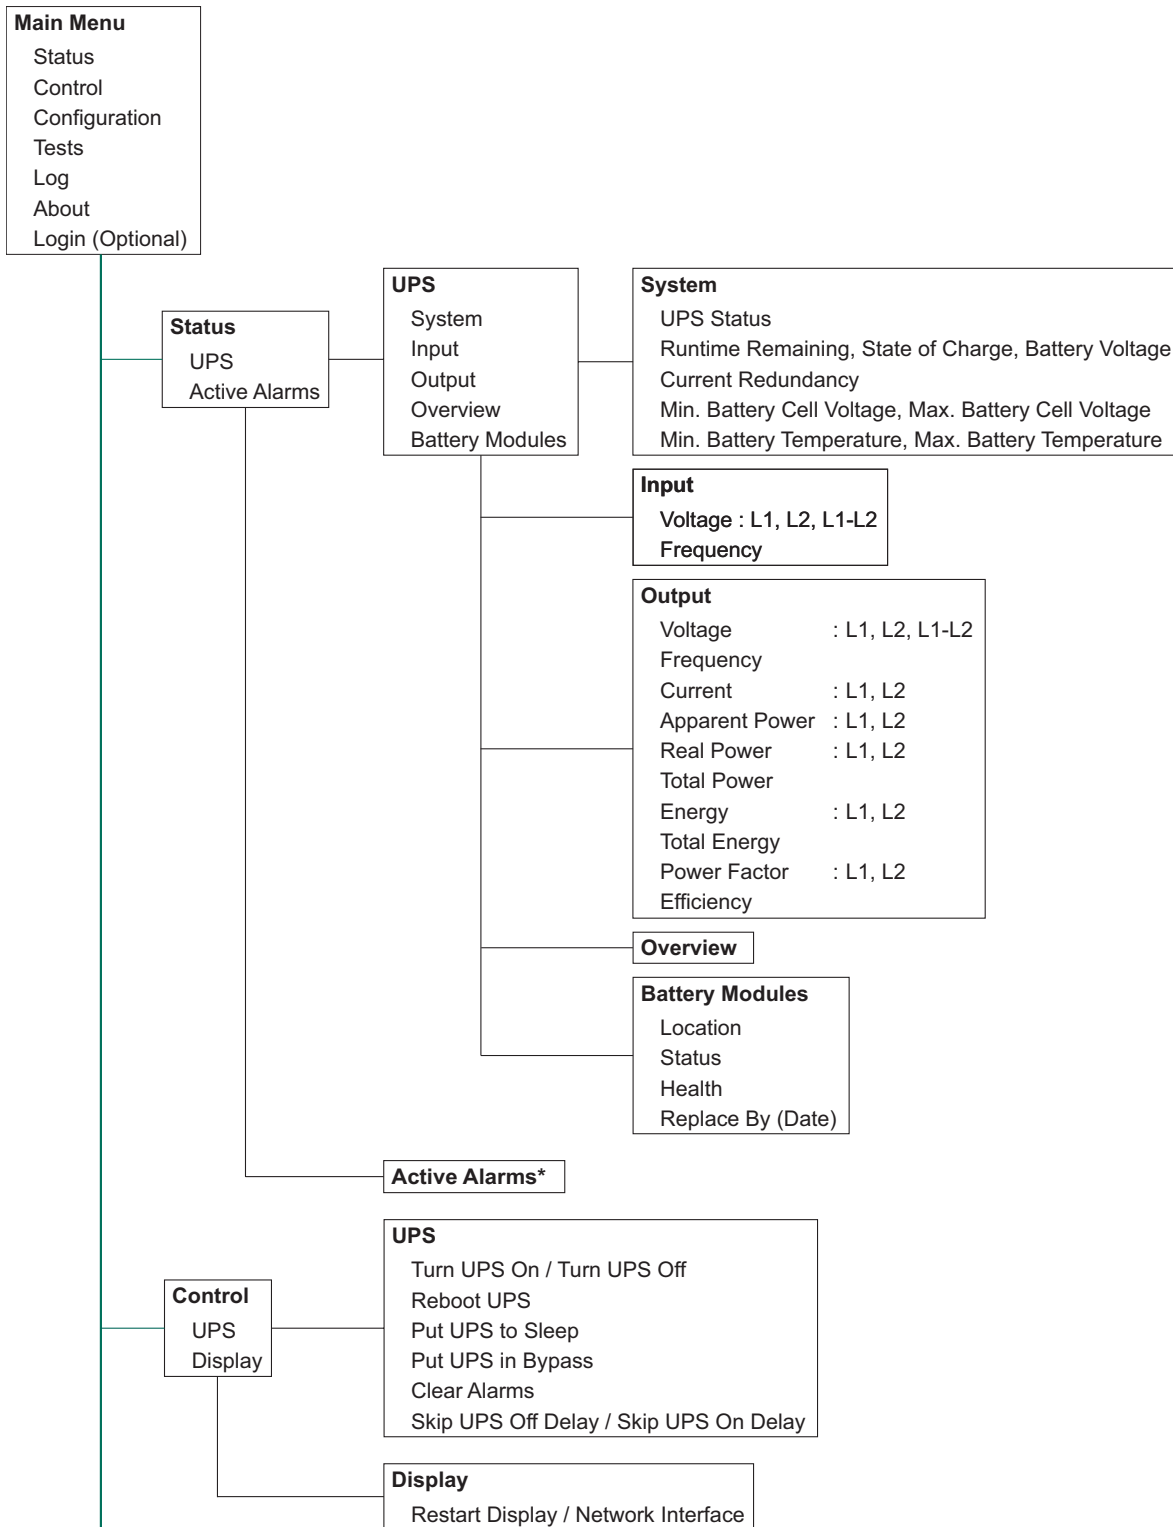 Main Menu
Status
Control
Configuration
Tests
Log
About
Login (Optional)
Status
UPS
Active Alarms
UPS
System
Input
Output
Overview
Battery Modules
System
UPS Status
Runtime Remaining, State of Charge, Battery Voltage
Current Redundancy
Min. Battery Cell Voltage, Max. Battery Cell Voltage
Min. Battery Temperature, Max. Battery Temperature
Input
Voltage : L1, L2, L1-L2
Frequency
Output
Voltage : L1, L2, L1-L2
Frequency
Current : L1, L2
Apparent Power : L1, L2
Real Power : L1, L2
Total Power
Energy : L1, L2
Total Energy
Power Factor : L1, L2
Efficiency
Overview
Battery Modules
Location
Status
Health
Replace By (Date)
Active Alarms*
Control
UPS
Display
UPS
Turn UPS On / Turn UPS Off
Reboot UPS
Put UPS to Sleep
Put UPS in Bypass
Clear Alarms
Skip UPS Off Delay / Skip UPS On Delay
Display
Restart Display / Network Interface